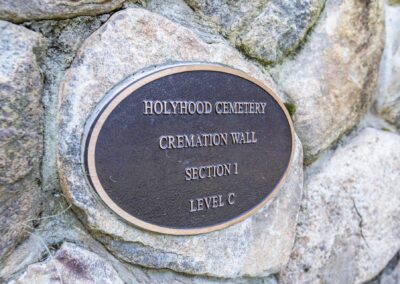 HOLYHOOD CEMETERY
CREMATION WALL
SECTION 1
LEVEL C